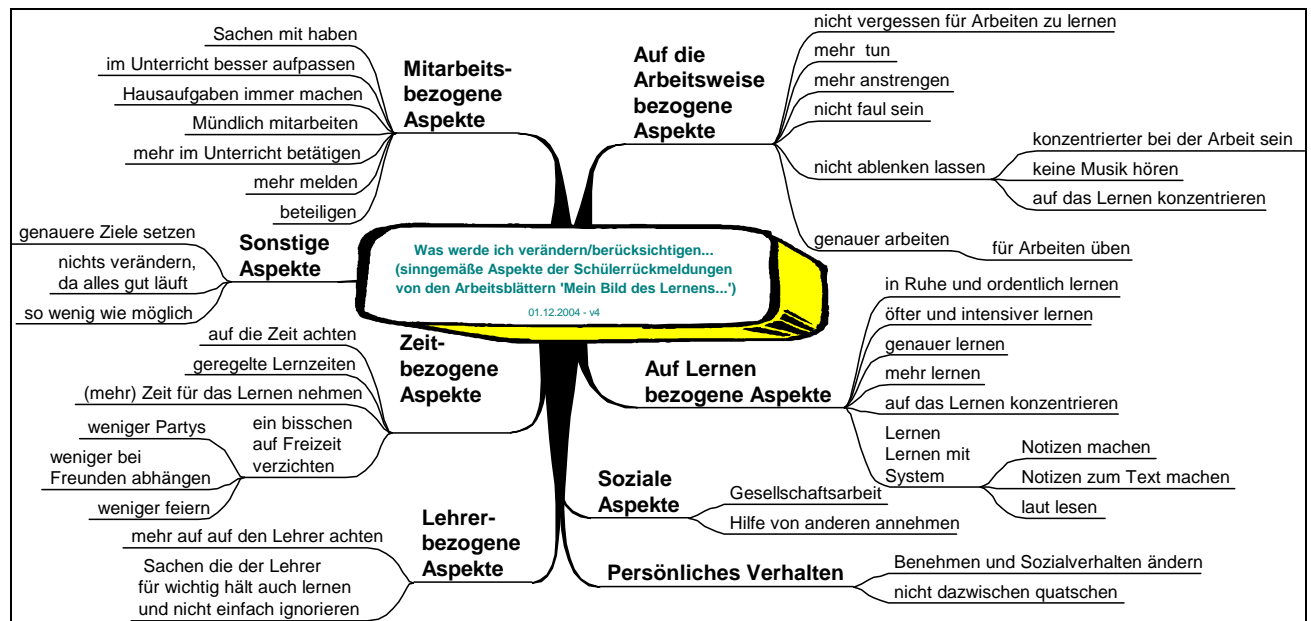 Was werde ich verändern/berücksichtigen...
(sinngemäße Aspekte der Schülerrückmeldungen
von den Arbeitsblättern 'Mein Bild des Lernens...')
01.12.2004 - v4
Mitarbeits-
bezogene
Aspekte
Sachen mit haben
im Unterricht besser aufpassen
Hausaufgaben immer machen
Mündlich mitarbeiten
mehr im Unterricht betätigen
mehr melden
beteiligen
Sonstige
Aspekte
genauere Ziele setzen
nichts verändern,
da alles gut läuft
so wenig wie möglich
Zeit-
bezogene
Aspekte
auf die Zeit achten
geregelte Lernzeiten
(mehr) Zeit für das Lernen nehmen
ein bisschen
auf Freizeit
verzichten
weniger Partys
weniger bei
Freunden abhängen
weniger feiern
Lehrer-
bezogene
Aspekte
mehr auf auf den Lehrer achten
Sachen die der Lehrer
für wichtig hält auch lernen
und nicht einfach ignorieren
Auf die
Arbeitsweise
bezogene
Aspekte
nicht vergessen für Arbeiten zu lernen
mehr tun
mehr anstrengen
nicht faul sein
nicht ablenken lassen
konzentrierter bei der Arbeit sein
keine Musik hören
auf das Lernen konzentrieren
genauer arbeiten
für Arbeiten üben
Auf Lernen
bezogene Aspekte
in Ruhe und ordentlich lernen
öfter und intensiver lernen
genauer lernen
mehr lernen
auf das Lernen konzentrieren
Lernen
Lernen mit
System
Notizen machen
Notizen zum Text machen
laut lesen
Soziale
Aspekte
Gesellschaftsarbeit
Hilfe von anderen annehmen
Persönliches Verhalten
Benehmen und Sozialverhalten ändern
nicht dazwischen quatschen